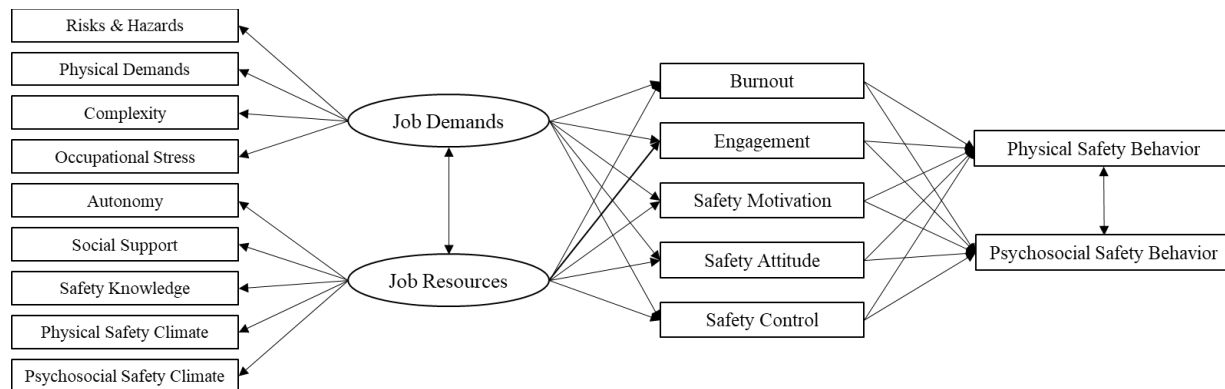 Risks & Hazards
Physical Demands
Complexity
Occupational Stress
Autonomy
Social Support
Safety Knowledge
Physical Safety Climate
Psychosocial Safety Climate
Job Demands
Job Resources
Burnout
Engagement
Safety Motivation
Safety Attitude
Safety Control
Physical Safety Behavior
Psychosocial Safety Behavior